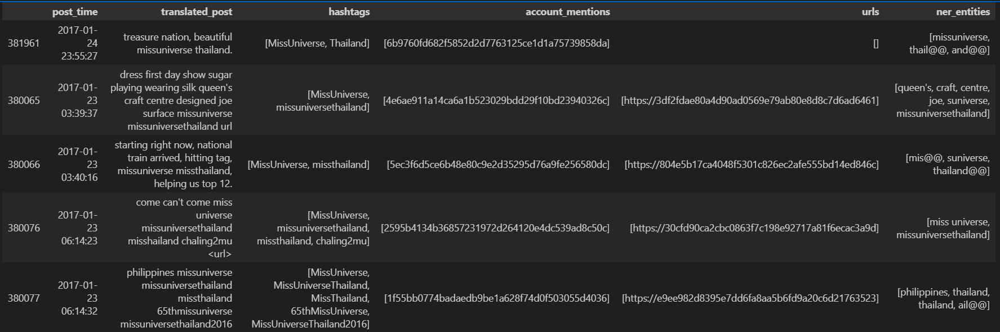 post_time translated_post hashtags account_mentions urls ner_entities
381961
2017-01-
24
23:55:27
treasure nation, beautiful
missuniverse thailand.
[MissUniverse, Thailand]
[6b9760fd682f5852d2d7763125ce1d1a75739858da]
[]
[missuniverse,
thail@@, and@@]
380065
2017-01-
23
03:39:37
dress first day show sugar
playing wearing silk queen's
craft centre designed joe
surface missuniverse
missuniversethailand url
[MissUniverse,
missuniversethailand]
[4e6ae911a14ca6a1b523029bdd29f10bd23940326c]
[https://3df2fdae80a4d90ad0569e79ab80e8d8c7d6ad6461]
[queen's, craft, centre,
joe, suniverse,
missuniversethailand]
380066
2017-01-
23
03:40:16
starting right now, national
train arrived, hitting tag,
missuniverse missthailand,
helping us top 12.
[MissUniverse, missthailand]
[5ec3f6d5ce6b48e80c9e2d35295d76a9fe256580dc]
[https://804e5b17ca4048f5301c826ec2afe555bd14ed846c]
[mis@@, suniverse,
thailand@@]
380076
2017-01-
23
06:14:23
come can't come miss
universe
missuniversethailand
misshailand chaling2mu
<url>
[MissUniverse,
missuniversethailand,
missthailand, chaling2mu]
[2595b4134b36857231972d264120e4dc539ad8c50c]
[https://30cfd90ca2cbc0863f7c198e92717a81f6ecac3a9d]
[miss universe,
missuniversethailand]
380077
2017-01-
23
06:14:32
philippines missuniverse
missuniversethailand
missthailand
65thmissuniverse
missuniversethailand2016
[MissUniverse,
MissUniverseThailand,
MissThailand,
65thMissUniverse,
MissUniverseThailand2016]
[1f55bb0774badaedb9be1a628f74d0f503055d4036]
[https://e9ee982d8395e7dd6fa8aa5b6fd9a20c6d21763523]
[philippines, thailand,
thailand, ail@@]